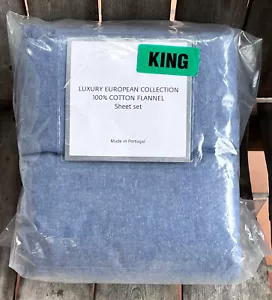 KING
LUXURY EUROPEAN COLLECTION
100% COTTON FLANNEL
Sheet set
Made in Portugal